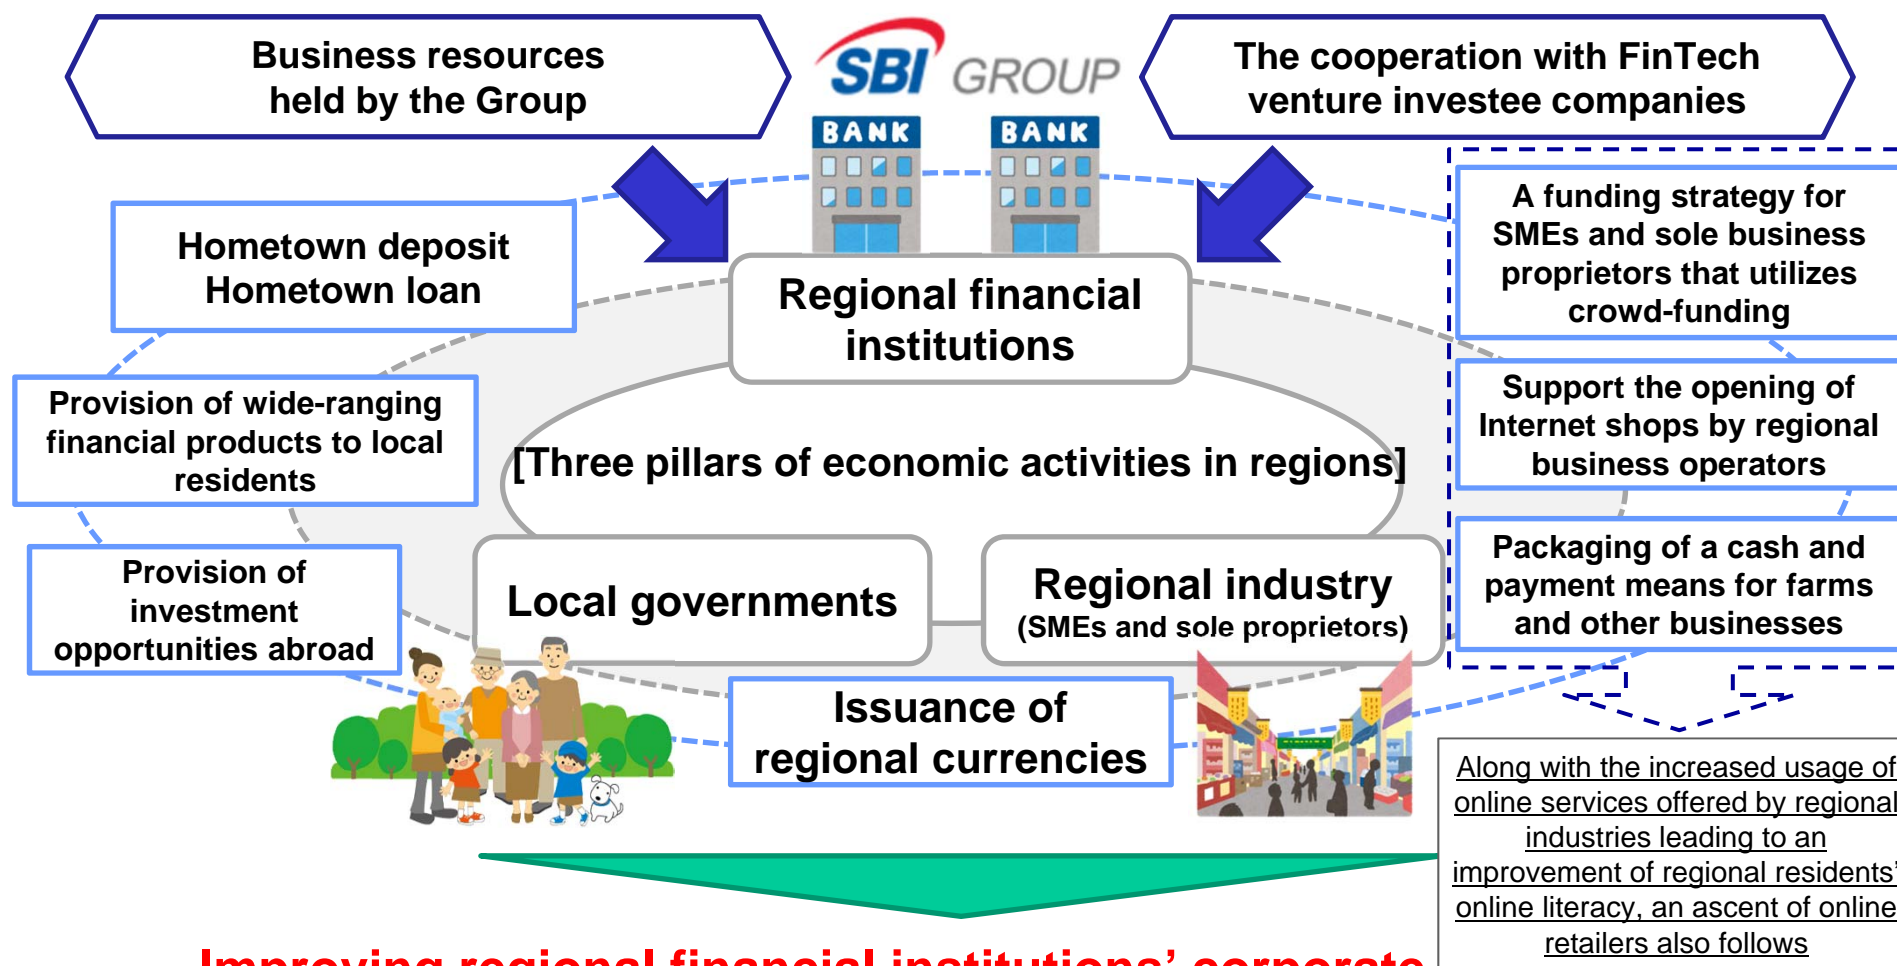 Business resources
held by the Group
SBI GROUP
The cooperation with FinTech
venture investee companies
BANK
BANK
Hometown deposit
Hometown loan
Regional financial
institutions
A funding strategy for
SMEs and sole business
proprietors that utilizes
crowd-funding
Provision of wide-ranging
financial products to local
residents
[Three pillars of economic activities in regions]
Support the opening of
Internet shops by regional
business operators
Provision of
investment
opportunities abroad
Local governments
Regional industry
(SMEs and sole proprietors)
Packaging of a cash and
payment means for farms
and other businesses
Issuance of
regional currencies
Along with the increased usage of
online services offered by regional
industries leading to an
improvement of regional residents'
online literacy, an ascent of online
retailers also follows
Improving regional financial institutions' corporate